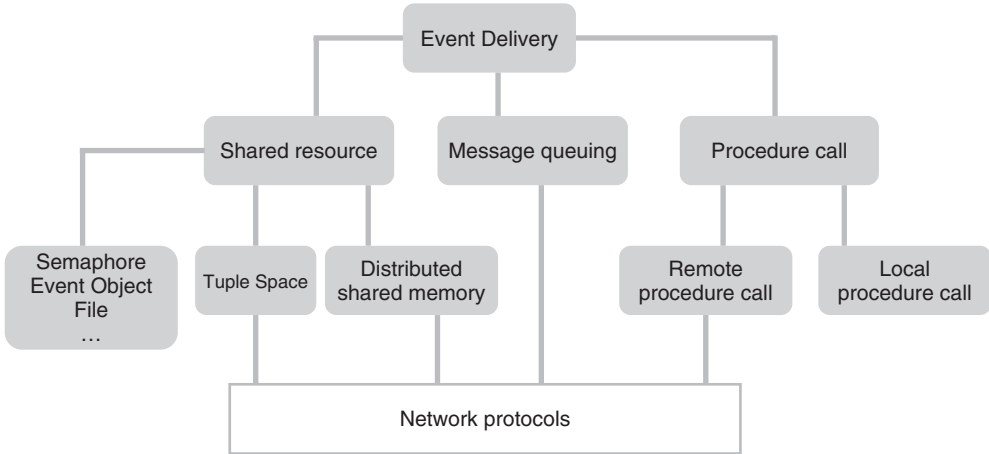 Event Delivery
Shared resource
Message queuing
Procedure call
Semaphore
Event Object
File
…
Tuple Space
Distributed
shared memory
Remote
procedure call
Local
procedure call
Network protocols